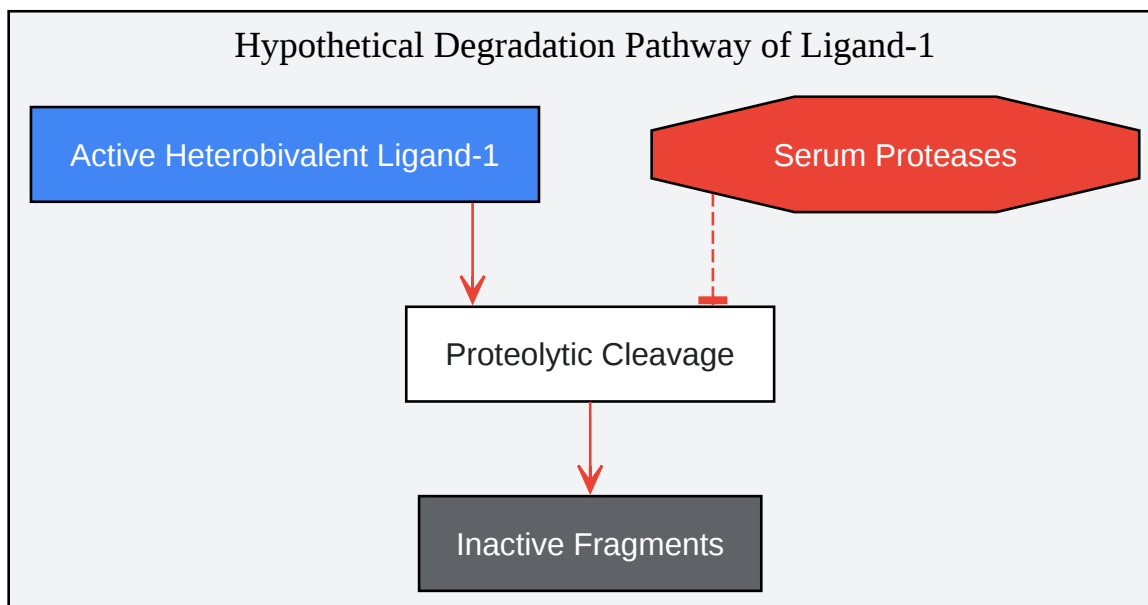 Hypothetical Degradation Pathway of Ligand-1
Active Heterobivalent Ligand-1
Serum Proteases
Proteolytic Cleavage
Inactive Fragments